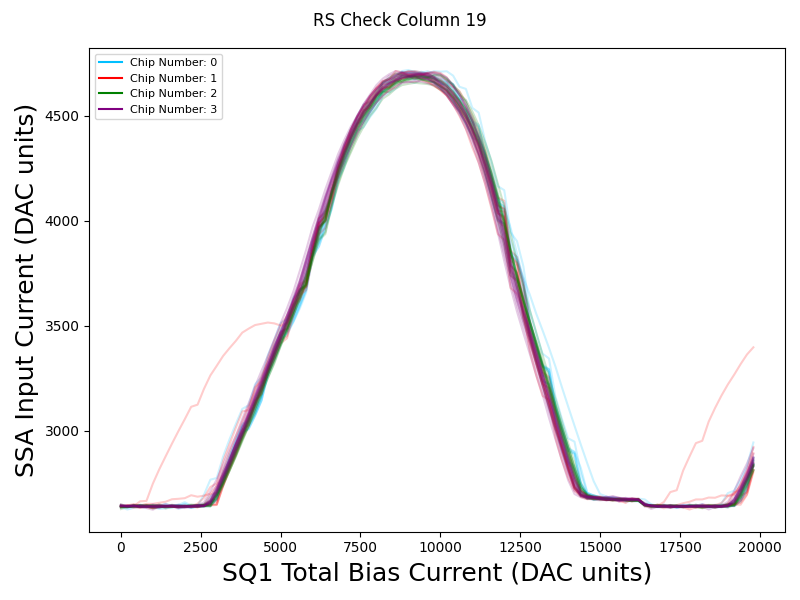 RS Check Column 19
Chip Number: 0
Chip Number: 1
Chip Number: 2
Chip Number: 3
4500
4000
3500
3000
SSA Input Current (DAC units)
0 2500 5000 7500 10000 12500 15000 17500 20000
SQ1 Total Bias Current (DAC units)